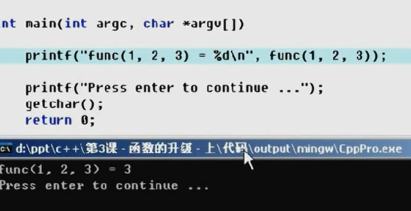 int main(int argc, char *argv[])
printf("func(1, 2, 3) = %d\n", func(1, 2, 3));
printf("Press enter to continue ...");
getchar();
return 0;
d:\ppt\c++\第3课 - 函数的升级 - 上\代码\output\mingw\CppPro.exe
func(1, 2, 3) = 3
Press enter to continue ...